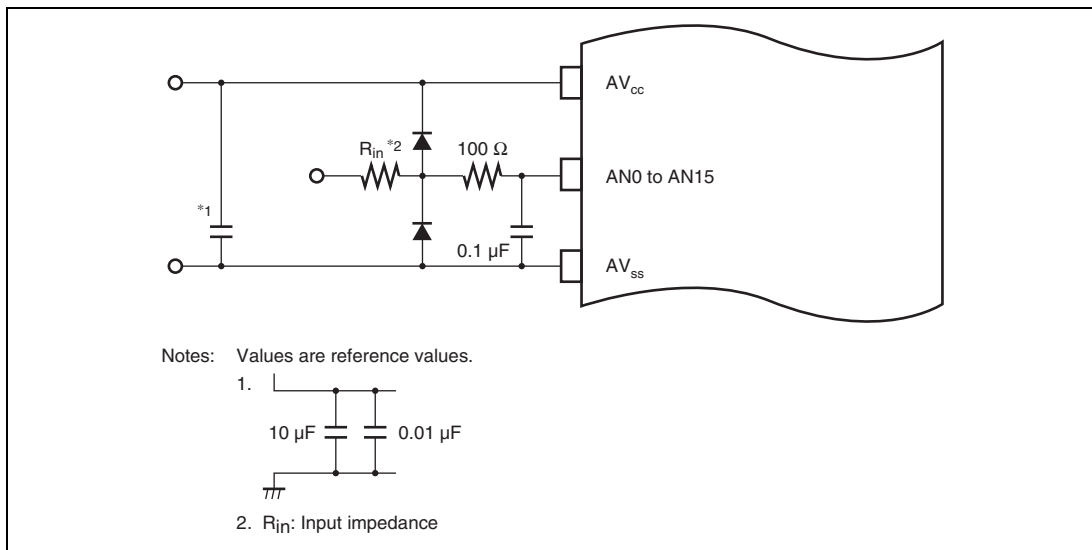 AVcc
Rin *2
100 Ω
AN0 to AN15
*1
0.1 µF
AVss
Notes: Values are reference values.
1.
10 µF
0.01 µF
2. Rin: Input impedance